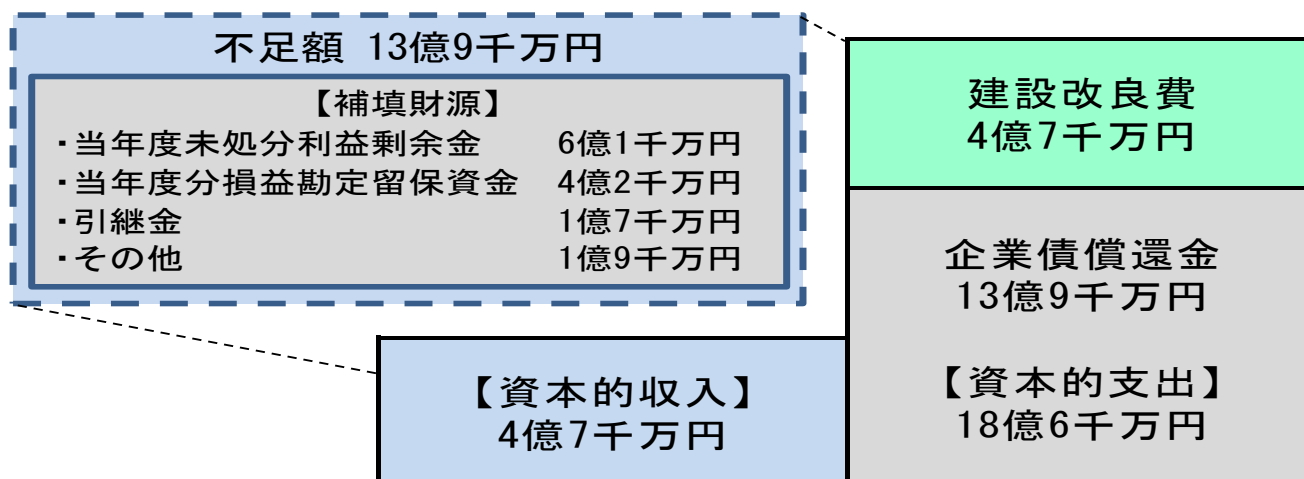 不足額 13億9千万円
【補填財源】
・当年度未処分利益剰余金 6億1千万円
・当年度分損益勘定留保資金 4億2千万円
・引継金 1億7千万円
・その他 1億9千万円
建設改良費
4億7千万円
企業債償還金
13億9千万円
【資本的収入】
4億7千万円
【資本的支出】
18億6千万円